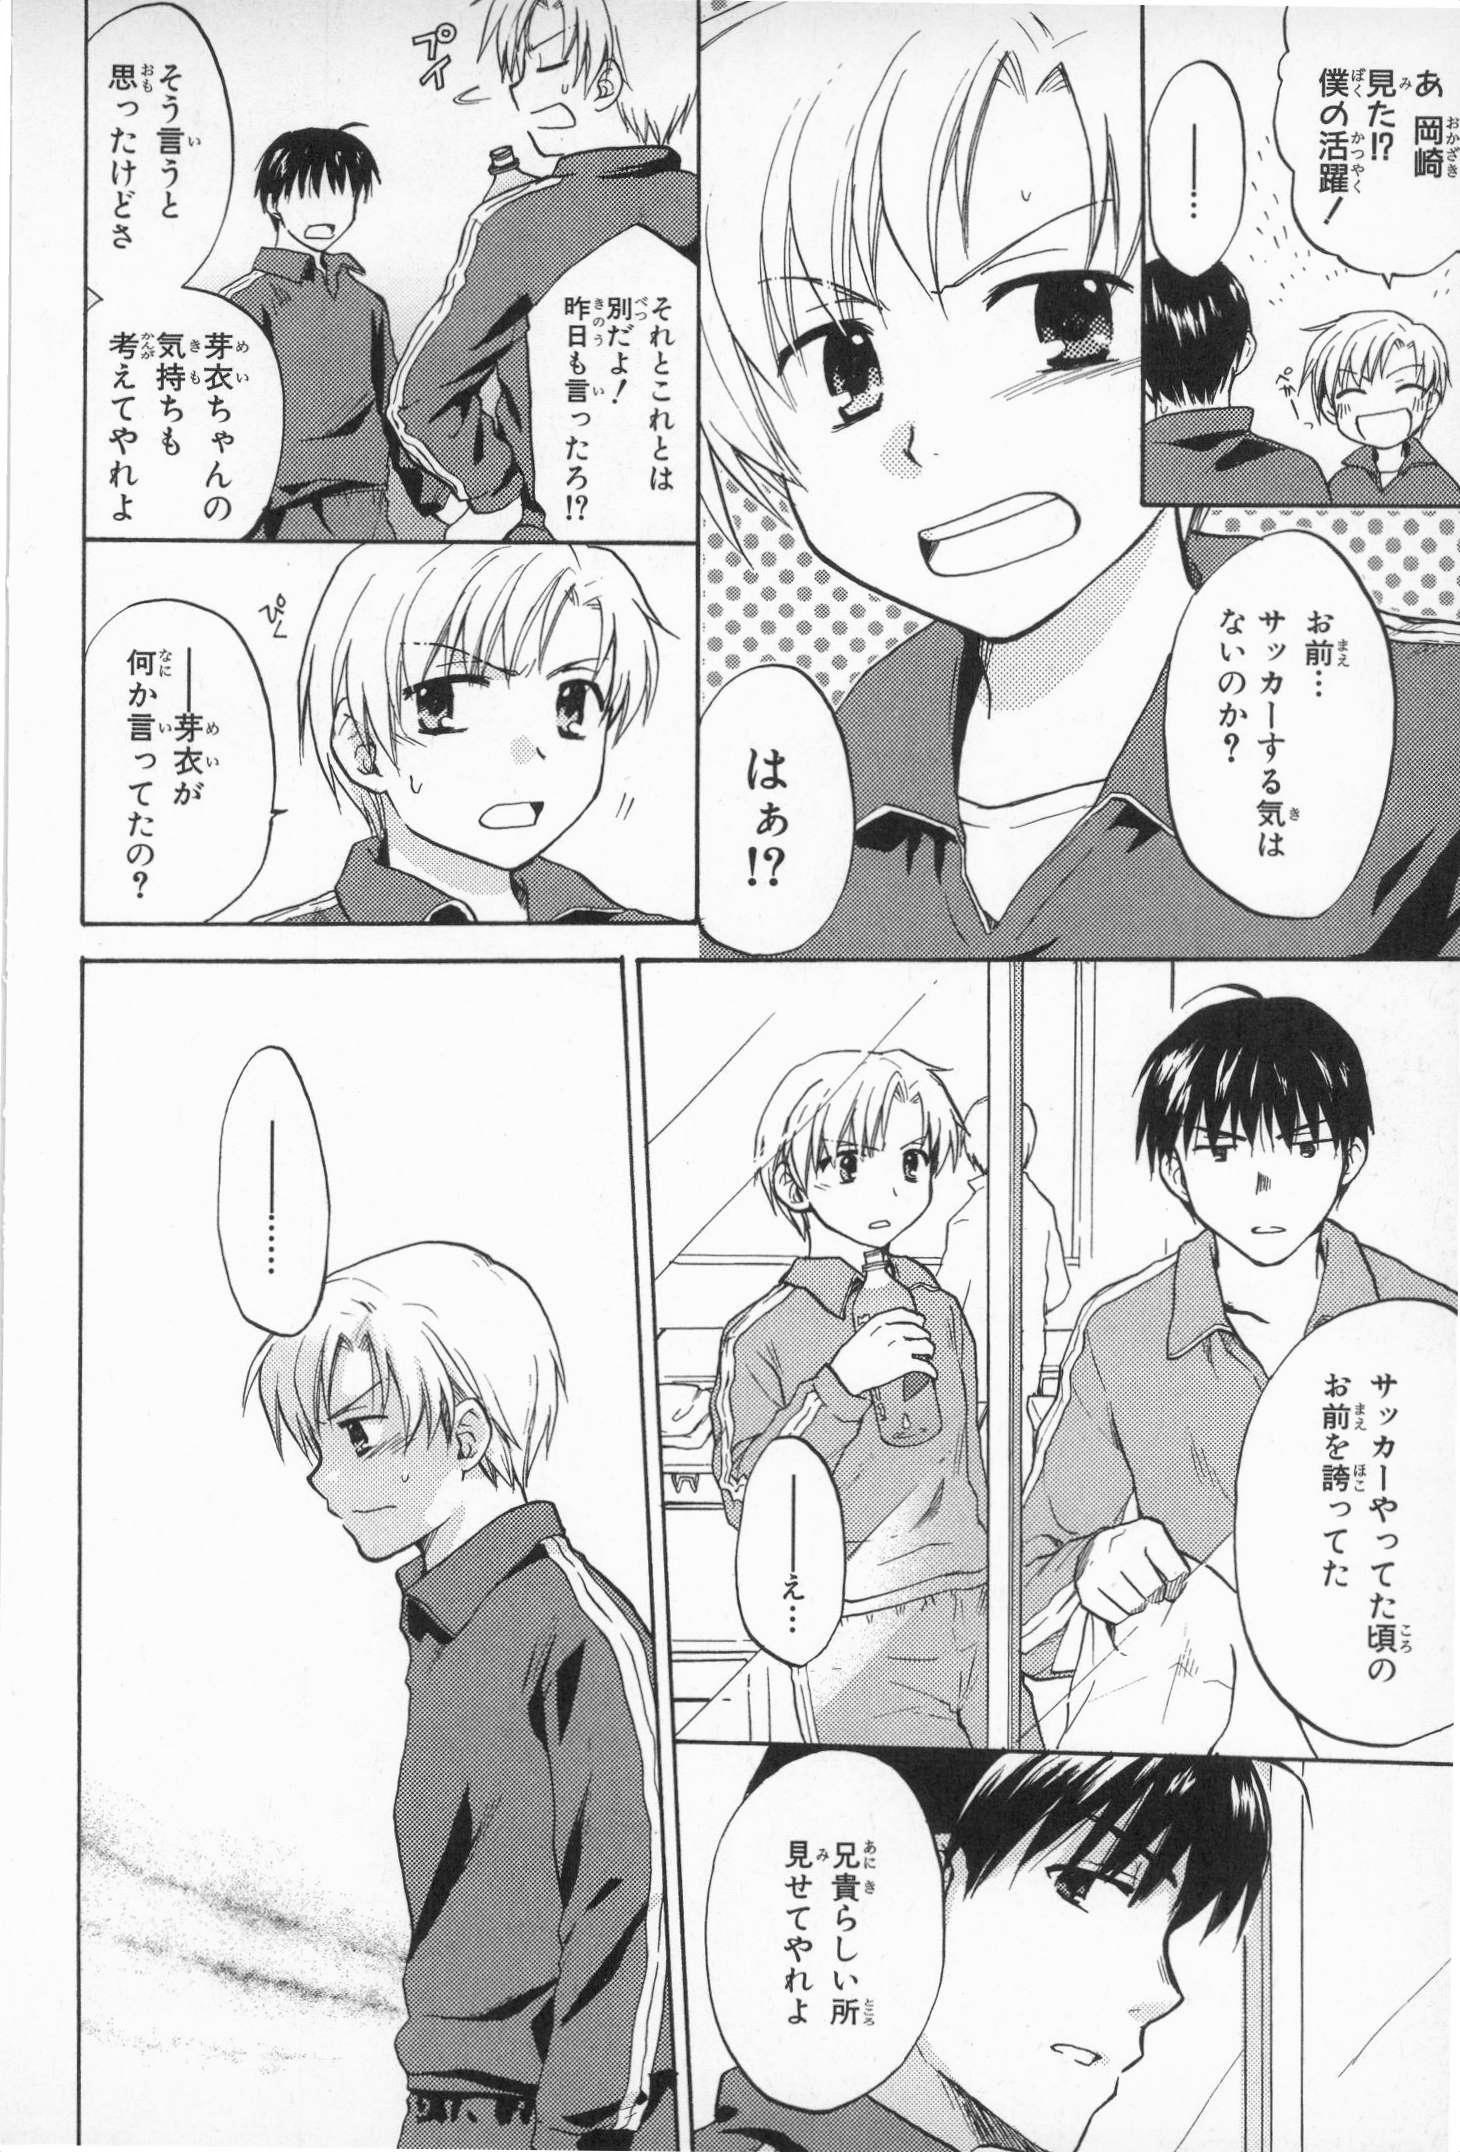 あ 岡崎
見た!?
僕の活躍!
パーっ
──…
お前…
サッカーする気は
ないのか?
はぁ!?
プイ
それとこれとは
別だよ!
昨日も言ったろ!?
そう言うと
思ったけどさ
芽衣ちゃんの
気持ちも
考えてやれよ
ぴく
──芽衣が
何か言ってたの?
サッカーやってた頃の
お前を誇ってた
───え…
兄貴らしい所
見せてやれよ
───……